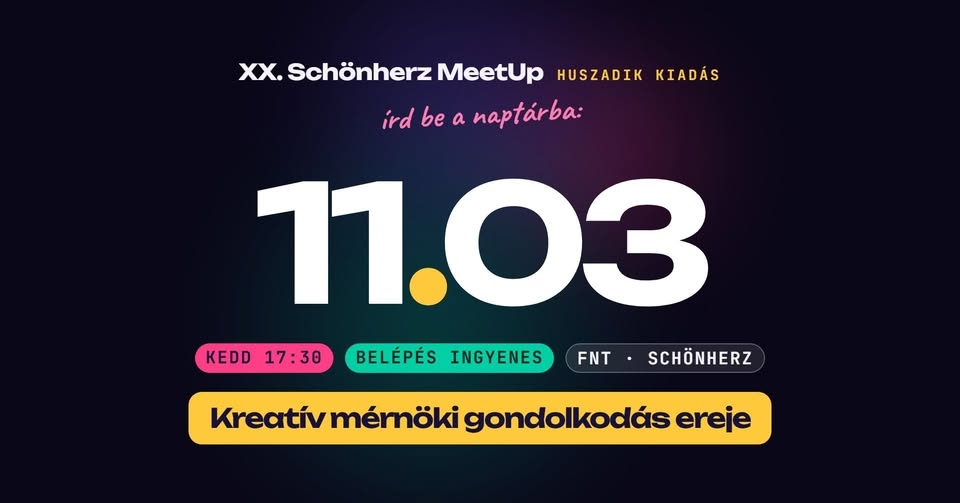 XX. Schönherz MeetUp HUSZADIK KIADÁS
írd be a naptárba:
11.03
KEDD 17:30 BELÉPÉS INGYENES FNT · SCHÖNHERZ
Kreatív mérnöki gondolkodás ereje